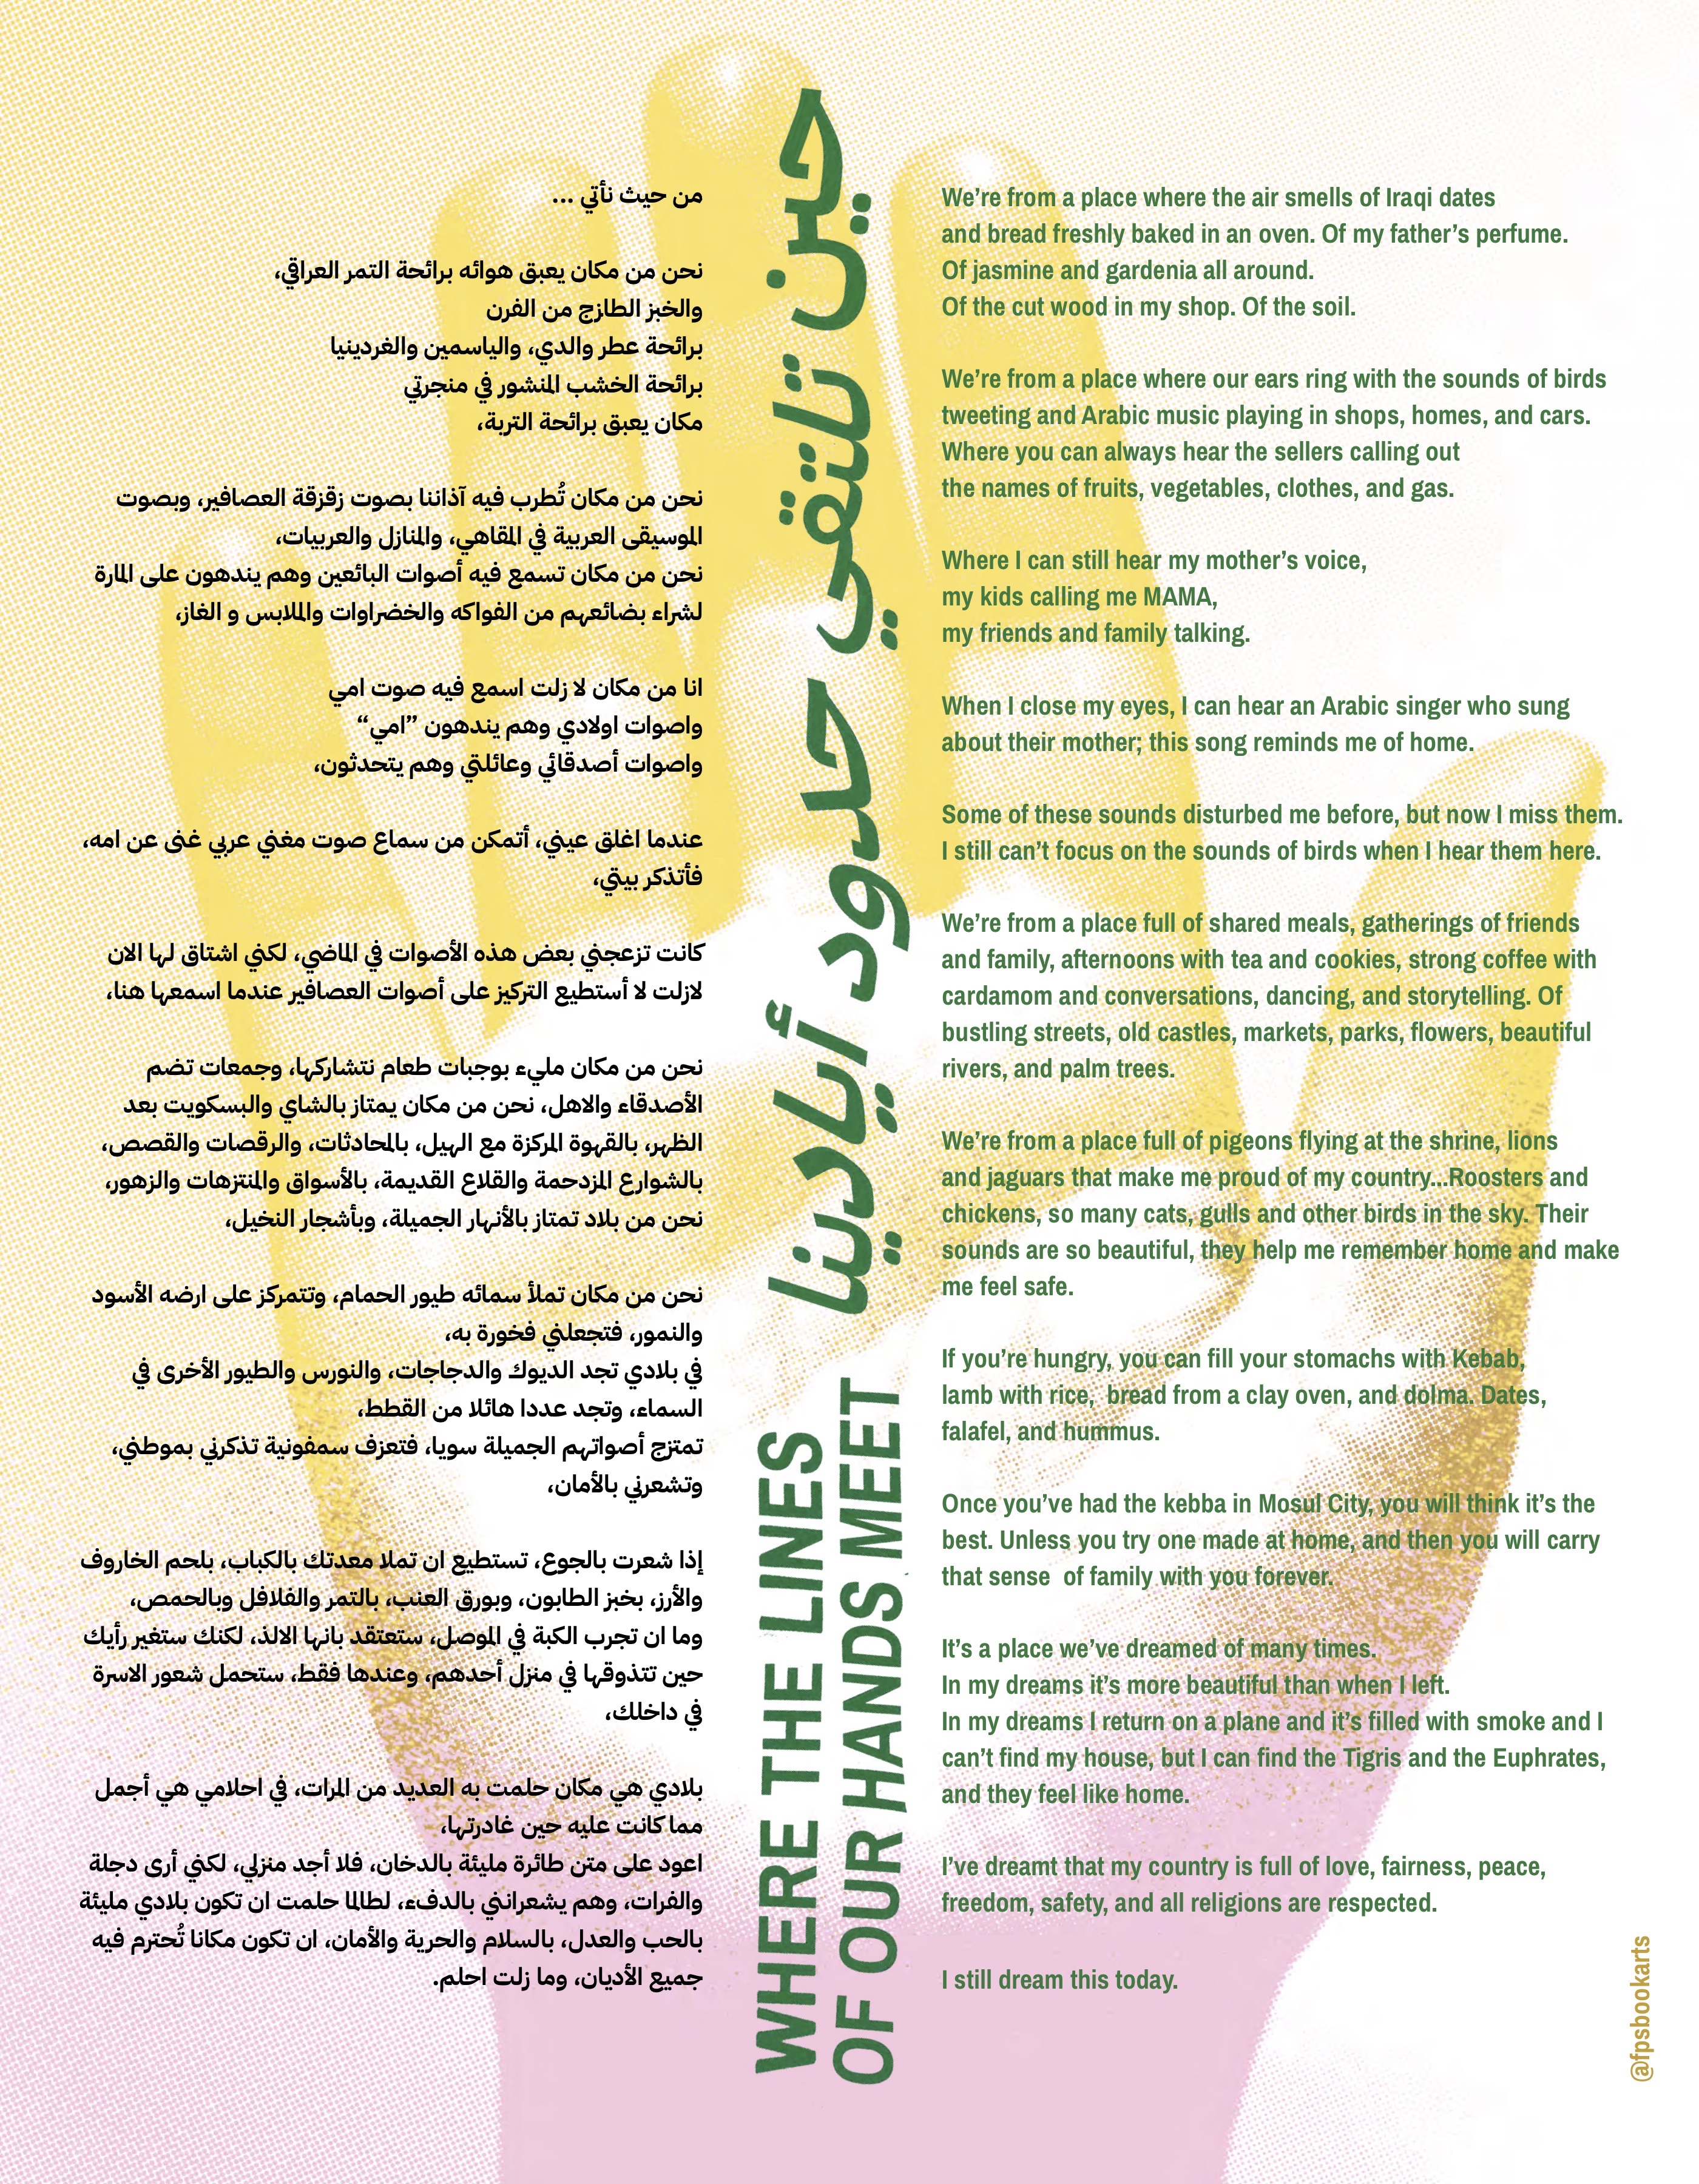 حين تلتقي حدود أيادينا
WHERE THE LINES
OF OUR HANDS MEET
من حيث نأتي ...
نحن من مكان يعبق هوائه برائحة التمر العراقي،
والخبز الطازج من الفرن
برائحة عطر والدي، والياسمين والغردينيا
برائحة الخشب المنشور في منجرتي
مكان يعبق برائحة التربة،
نحن من مكان تُطرب فيه آذاننا بصوت زقزقة العصافير، وبصوت
الموسيقى العربية في المقاهي، والمنازل والعربيات،
نحن من مكان تسمع فيه أصوات البائعين وهم يندهون على المارة
لشراء بضائعهم من الفواكه والخضراوات والملابس و الغاز،
انا من مكان لا زلت اسمع فيه صوت امي
واصوات اولادي وهم يندهون ”امي“
واصوات أصدقائي وعائلتي وهم يتحدثون،
عندما اغلق عيني، أتمكن من سماع صوت مغني عربي غنى عن امه،
فأتذكر بيتي،
كانت تزعجني بعض هذه الأصوات في الماضي، لكني اشتاق لها الان
لازلت لا أستطيع التركيز على أصوات العصافير عندما اسمعها هنا،
نحن من مكان مليء بوجبات طعام نتشاركها، وجمعات تضم
الأصدقاء والاهل، نحن من مكان يمتاز بالشاي والبسكويت بعد
الظهر، بالقهوة المركزة مع الهيل، بالمحادثات، والرقصات والقصص،
بالشوارع المزدحمة والقلاع القديمة، بالأسواق والمنتزهات والزهور،
نحن من بلاد تمتاز بالأنهار الجميلة، وبأشجار النخيل،
نحن من مكان تملأ سمائه طيور الحمام، وتتمركز على ارضه الأسود
والنمور، فتجعلني فخورة به،
في بلادي تجد الديوك والدجاجات، والنورس والطيور الأخرى في
السماء، وتجد عددا هائلا من القطط،
تمتزج أصواتهم الجميلة سويا، فتعزف سمفونية تذكرني بموطني،
وتشعرني بالأمان،
إذا شعرت بالجوع، تستطيع ان تملا معدتك بالكباب، بلحم الخاروف
والأرز، بخبز الطابون، وبورق العنب، بالتمر والفلافل وبالحمص،
وما ان تجرب الكبة في الموصل، ستعتقد بانها الالذ، لكنك ستغير رأيك
حين تتذوقها في منزل أحدهم، وعندها فقط، ستحمل شعور الاسرة
في داخلك،
بلادي هي مكان حلمت به العديد من المرات، في احلامي هي أجمل
مما كانت عليه حين غادرتها،
اعود على متن طائرة مليئة بالدخان، فلا أجد منزلي، لكني أرى دجلة
والفرات، وهم يشعرانني بالدفء، لطالما حلمت ان تكون بلادي مليئة
بالحب والعدل، بالسلام والحرية والأمان، ان تكون مكانا تُحترم فيه
جميع الأديان، وما زلت احلم.
We're from a place where the air smells of Iraqi dates
and bread freshly baked in an oven. Of my father's perfume.
Of jasmine and gardenia all around.
Of the cut wood in my shop. Of the soil.
We're from a place where our ears ring with the sounds of birds
tweeting and Arabic music playing in shops, homes, and cars.
Where you can always hear the sellers calling out
the names of fruits, vegetables, clothes, and gas.
Where I can still hear my mother's voice,
my kids calling me MAMA,
my friends and family talking.
When I close my eyes, I can hear an Arabic singer who sung
about their mother; this song reminds me of home.
Some of these sounds disturbed me before, but now I miss them.
I still can't focus on the sounds of birds when I hear them here.
We're from a place full of shared meals, gatherings of friends
and family, afternoons with tea and cookies, strong coffee with
cardamom and conversations, dancing, and storytelling. Of
bustling streets, old castles, markets, parks, flowers, beautiful
rivers, and palm trees.
We're from a place full of pigeons flying at the shrine, lions
and jaguars that make me proud of my country...Roosters and
chickens, so many cats, gulls and other birds in the sky. Their
sounds are so beautiful, they help me remember home and make
me feel safe.
If you're hungry, you can fill your stomachs with Kebab,
lamb with rice,  bread from a clay oven, and dolma. Dates,
falafel, and hummus.
Once you've had the kebba in Mosul City, you will think it's the
best. Unless you try one made at home, and then you will carry
that sense  of family with you forever.
It's a place we've dreamed of many times.
In my dreams it's more beautiful than when I left.
In my dreams I return on a plane and it's filled with smoke and I
can't find my house, but I can find the Tigris and the Euphrates,
and they feel like home.
I've dreamt that my country is full of love, fairness, peace,
freedom, safety, and all religions are respected.
I still dream this today.
@fpsbookarts